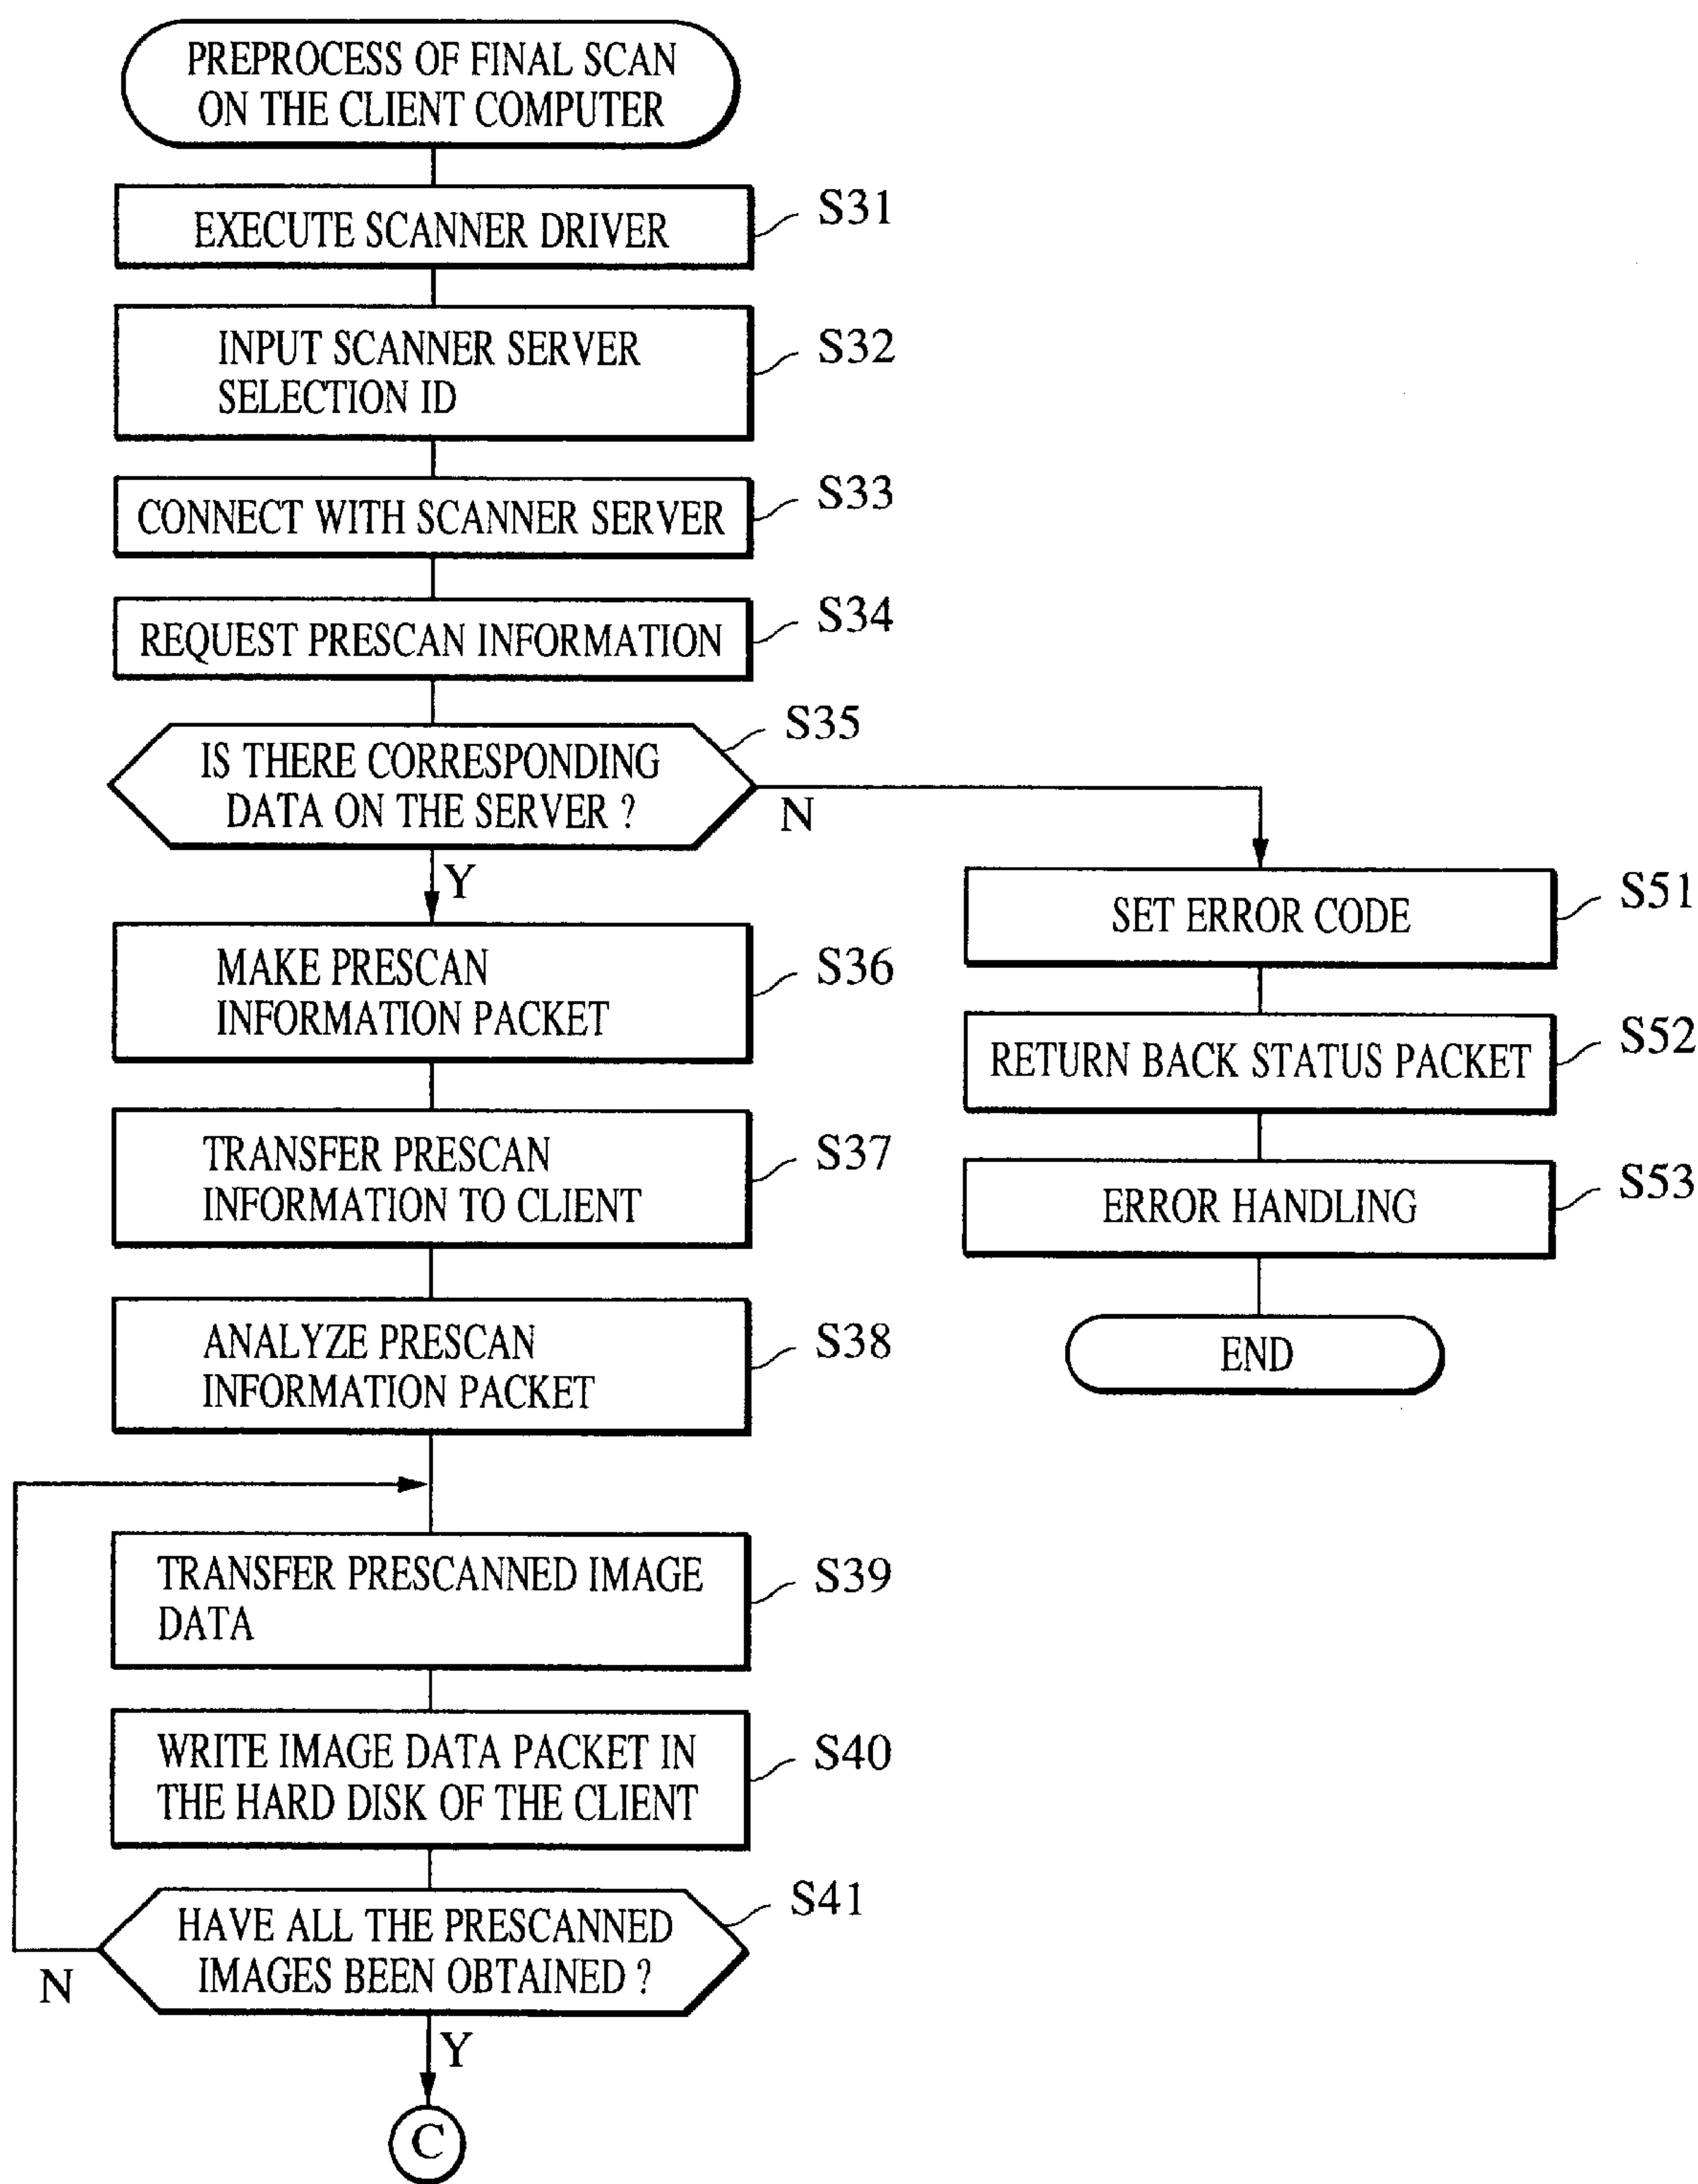 PREPROCESS OF FINAL SCAN
ON THE CLIENT COMPUTER
EXECUTE SCANNER DRIVER
S31
INPUT SCANNER SERVER
SELECTION ID
S32
CONNECT WITH SCANNER SERVER
S33
REQUEST PRESCAN INFORMATION
S34
IS THERE CORRESPONDING
DATA ON THE SERVER ?
S35
N
Y
MAKE PRESCAN
INFORMATION PACKET
S36
TRANSFER PRESCAN
INFORMATION TO CLIENT
S37
ANALYZE PRESCAN
INFORMATION PACKET
S38
TRANSFER PRESCANNED IMAGE
DATA
S39
WRITE IMAGE DATA PACKET IN
THE HARD DISK OF THE CLIENT
S40
HAVE ALL THE PRESCANNED
IMAGES BEEN OBTAINED ?
S41
N
Y
C
SET ERROR CODE
S51
RETURN BACK STATUS PACKET
S52
ERROR HANDLING
S53
END